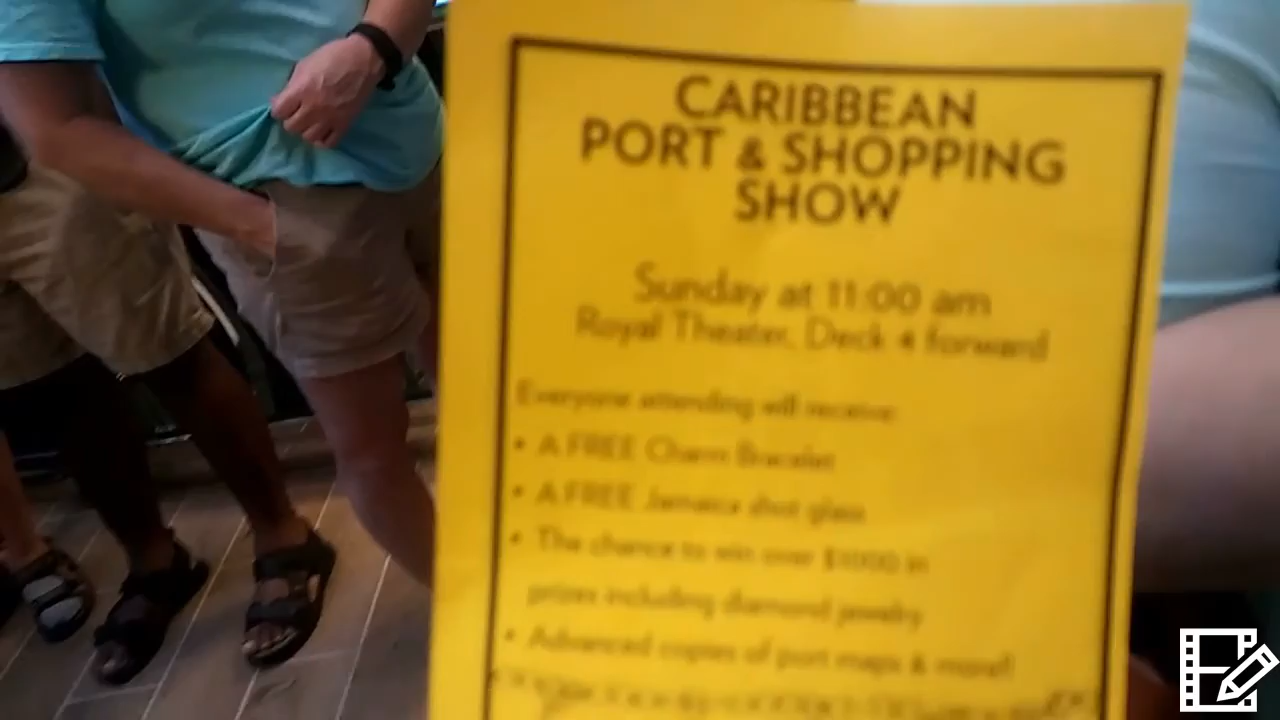 CARIBBEAN
PORT & SHOPPING
SHOW
Sunday at 11:00 am
Royal Theater, Deck 4 forward
Everyone attending will receive:
• A FREE Charm Bracelet
• A FREE Jamaica shot glass
• The chance to win over $1000 in
prizes including diamond jewelry
• Advanced copies of port maps & more!!